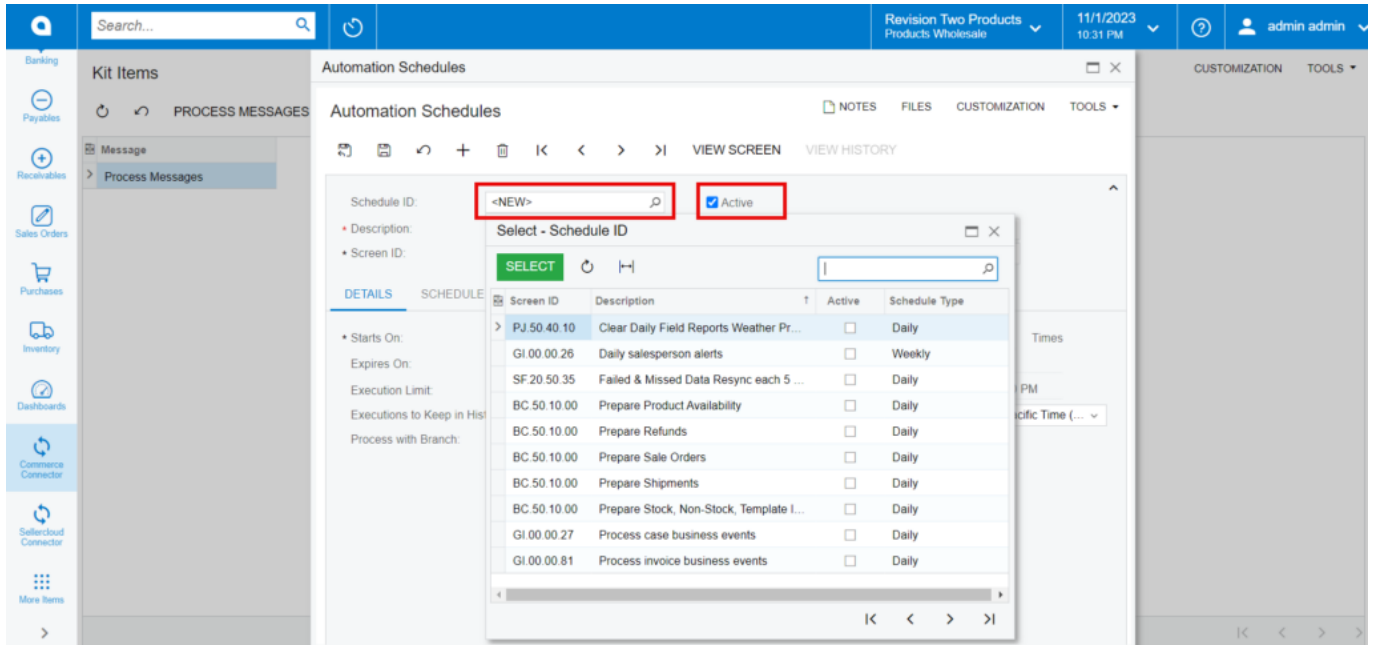 Search...
Revision Two Products
Products Wholesale
11/1/2023
10:31 PM
admin admin
Banking
Payables
Receivables
Sales Orders
Purchases
Inventory
Dashboards
Commerce
Connector
Sellercloud
Connector
More Items
Kit Items
PROCESS MESSAGES
Message
Process Messages
CUSTOMIZATION TOOLS
Automation Schedules
Automation Schedules
NOTES FILES CUSTOMIZATION TOOLS
VIEW SCREEN VIEW HISTORY
Schedule ID: <NEW> Active
Description:
Screen ID:
DETAILS SCHEDULE
Starts On:
Expires On:
Execution Limit:
Executions to Keep in Hist
Process with Branch:
Times
PM
Time (...
Select - Schedule ID
SELECT
Screen ID Description Active Schedule Type
PJ.50.40.10 Clear Daily Field Reports Weather Pr... Daily
GI.00.00.26 Daily salesperson alerts Weekly
SF.20.50.35 Failed & Missed Data Resync each 5 ... Daily
BC.50.10.00 Prepare Product Availability Daily
BC.50.10.00 Prepare Refunds Daily
BC.50.10.00 Prepare Sale Orders Daily
BC.50.10.00 Prepare Shipments Daily
BC.50.10.00 Prepare Stock, Non-Stock, Template I... Daily
GI.00.00.27 Process case business events Daily
GI.00.00.81 Process invoice business events Daily